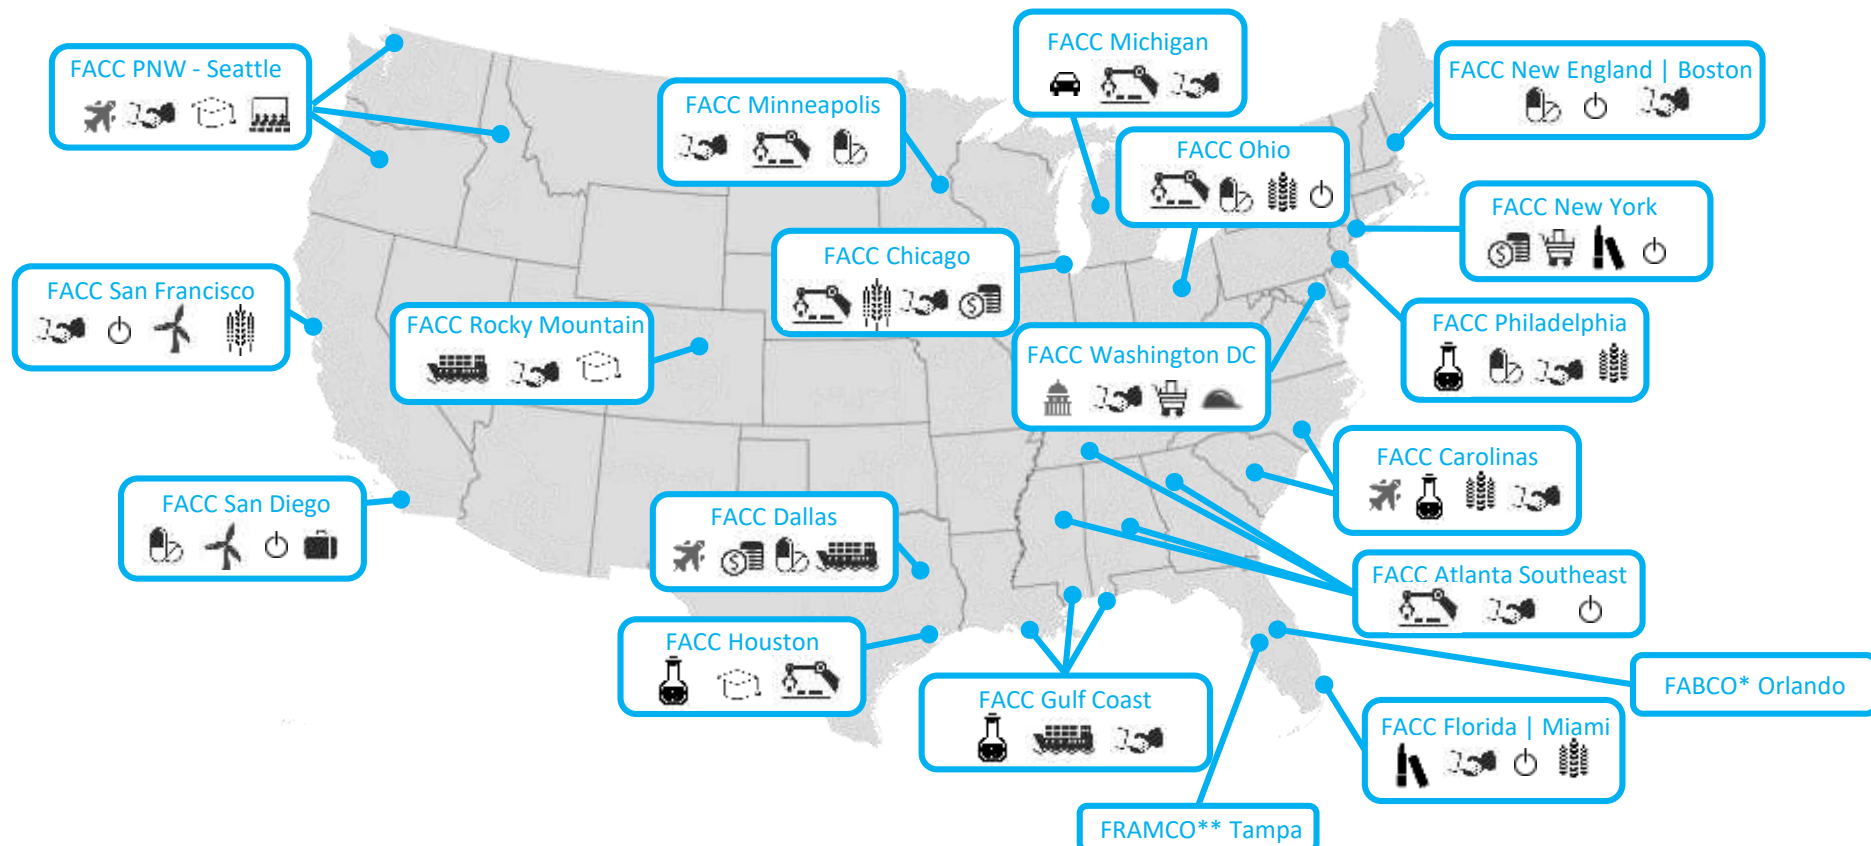 FACC PNW - Seattle
FACC Michigan
FACC New England | Boston
FACC Minneapolis
FACC Ohio
FACC New York
FACC Chicago
FACC San Francisco
FACC Rocky Mountain
FACC Philadelphia
FACC Washington DC
FACC Carolinas
FACC San Diego
FACC Dallas
FACC Atlanta Southeast
FACC Houston
FABCO* Orlando
FACC Gulf Coast
FACC Florida | Miami
FRAMCO** Tampa